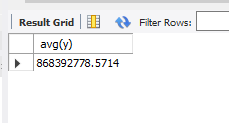 Result Grid Filter Rows:
avg(y)
868392778.5714